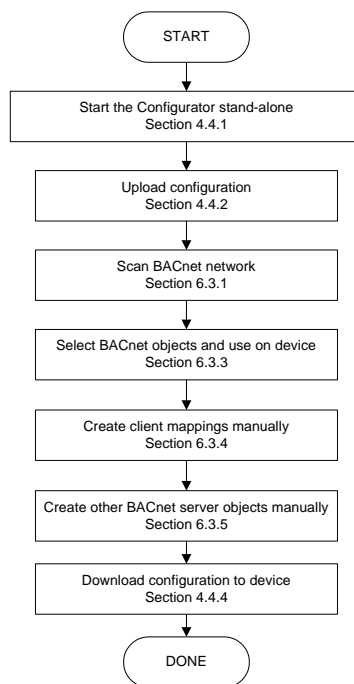 START
Start the Configurator stand-alone
Section 4.4.1
Upload configuration
Section 4.4.2
Scan BACnet network
Section 6.3.1
Select BACnet objects and use on device
Section 6.3.3
Create client mappings manually
Section 6.3.4
Create other BACnet server objects manually
Section 6.3.5
Download configuration to device
Section 4.4.4
DONE